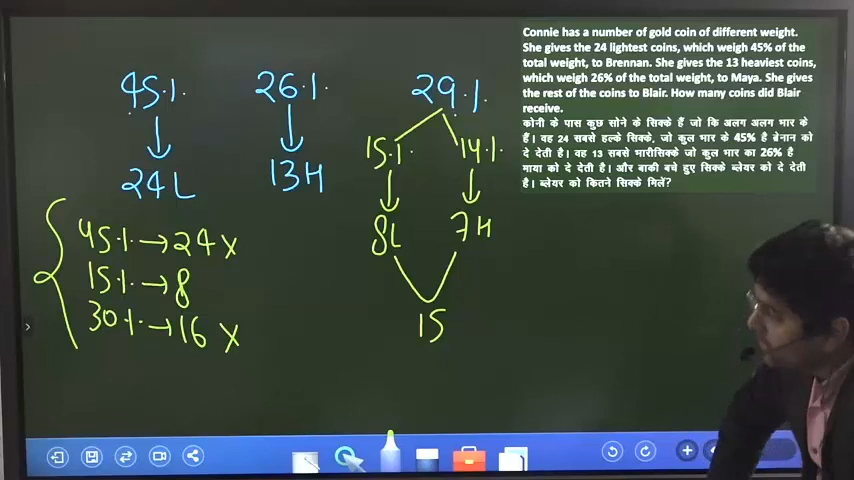 Connie has a number of gold coin of different weight.
She gives the 24 lightest coins, which weigh 45% of the
total weight, to Brennan. She gives the 13 heaviest coins,
which weigh 26% of the total weight, to Maya. She gives
the rest of the coins to Blair. How many coins did Blair
receive.
कोनी के पास कुछ सोने के सिक्के हैं जो कि अलग अलग भार के
हैं। वह 24 सबसे हल्के सिक्के, जो कुल भार के 45% है ब्रेनान को
दे देती है। वह 13 सबसे भारीसिक्के जो कुल भार का 26% है
माया को दे देती है। और बाकी बचे हुए सिक्के ब्लेयर को दे देती
है। ब्लेयर को कितने सिक्के मिलें?
45% 26% 29%
15% 14%
24L 13H
8L 7H
45% → 24 x
15% → 8
30% → 16 x
15